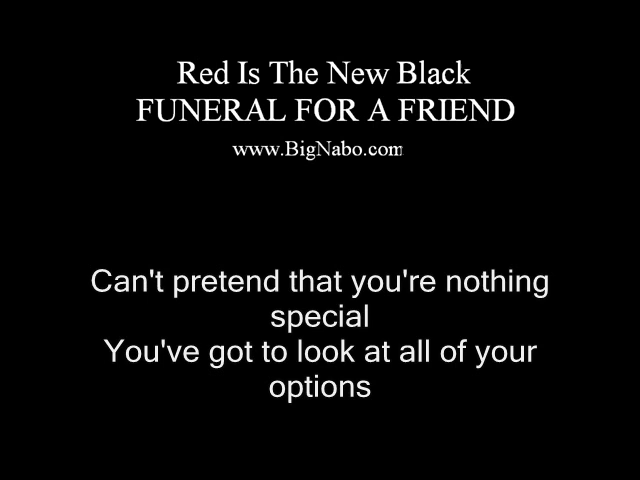 Red Is The New Black
FUNERAL FOR A FRIEND
www.BigNabo.com
Can't pretend that you're nothing
special
You've got to look at all of your
options